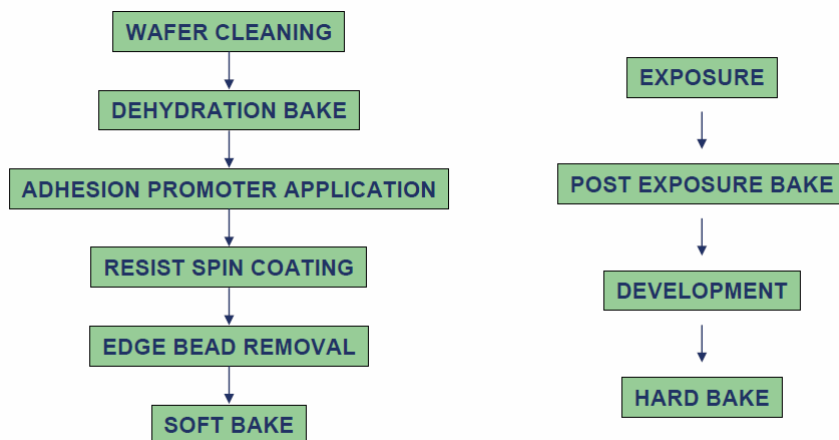 WAFER CLEANING
DEHYDRATION BAKE
ADHESION PROMOTER APPLICATION
RESIST SPIN COATING
EDGE BEAD REMOVAL
SOFT BAKE
EXPOSURE
POST EXPOSURE BAKE
DEVELOPMENT
HARD BAKE